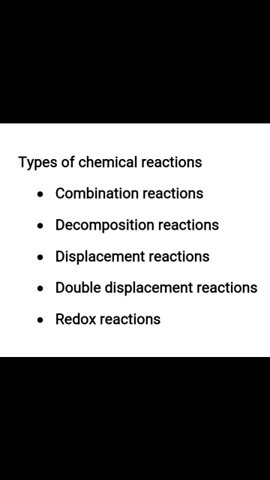 Types of chemical reactions
• Combination reactions
• Decomposition reactions
• Displacement reactions
• Double displacement reactions
• Redox reactions